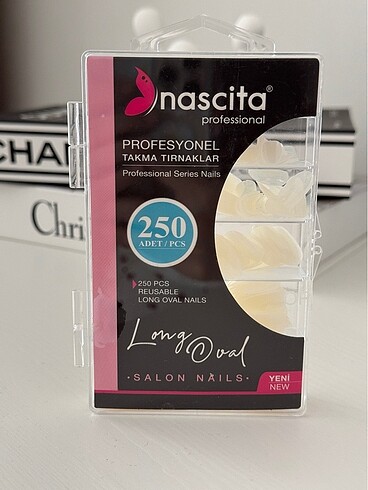 nascita®
professional
PROFESYONEL
TAKMA TIRNAKLAR
Professional Series Nails
250
ADET / PCS
250 PCS
REUSABLE
LONG OVAL NAILS
Long
Oval
· SALON NAILS ·
YENİ
NEW
CHA
Chris